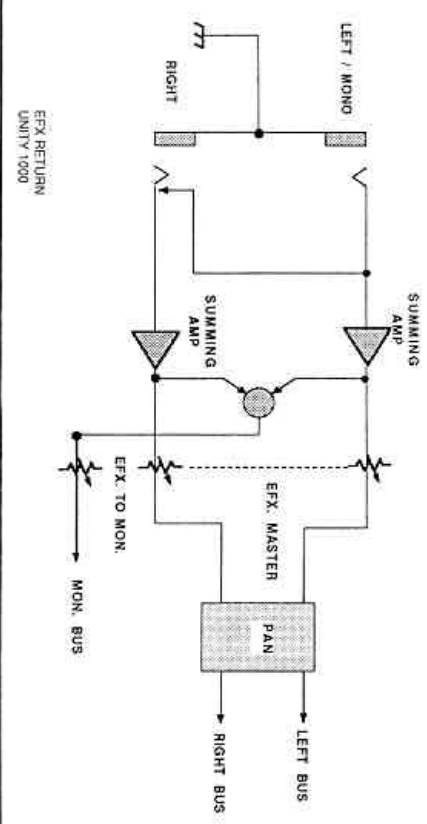 LEFT / MONO
RIGHT
SUMMING
AMP
SUMMING
AMP
EFX. MASTER
EFX. TO MON.
MON. BUS
PAN
LEFT BUS
RIGHT BUS
EFX RETURN
UNITY 1000